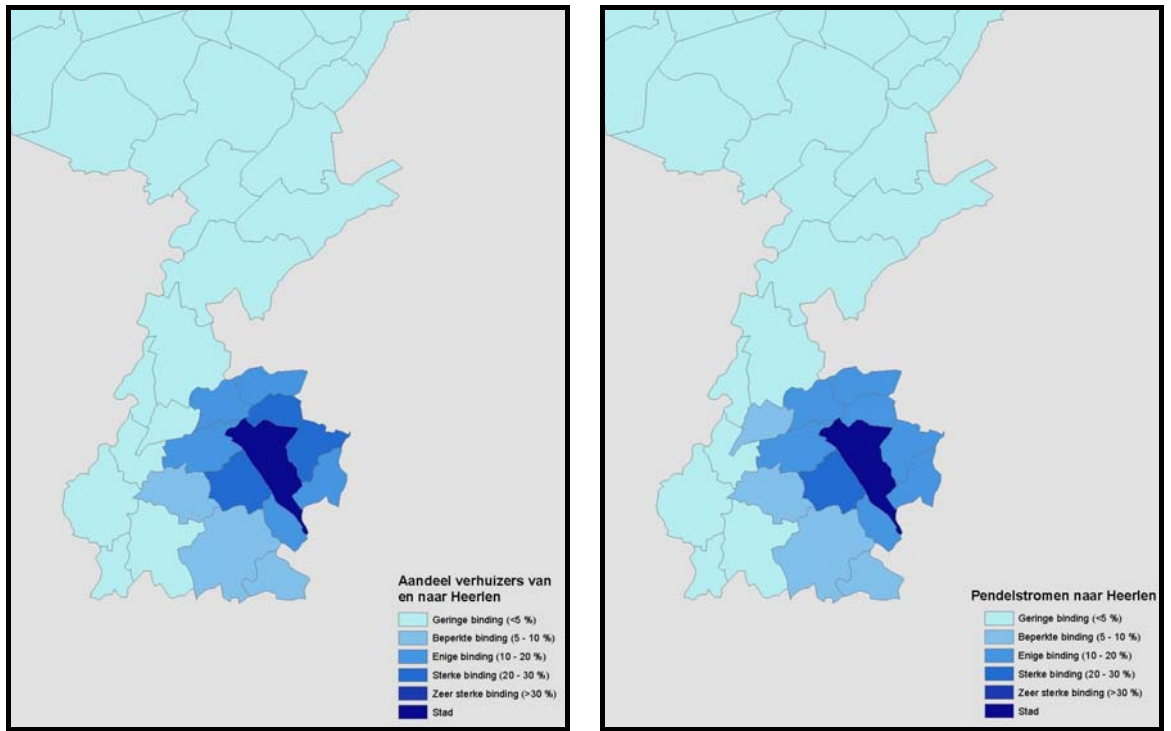 Aandeel verhuizers van
en naar Heerlen
Geringe binding (<5 %)
Beperkte binding (5 - 10 %)
Enige binding (10 - 20 %)
Sterke binding (20 - 30 %)
Zeer sterke binding (>30 %)
Stad
Pendelstromen naar Heerlen
Geringe binding (<5 %)
Beperkte binding (5 - 10 %)
Enige binding (10 - 20 %)
Sterke binding (20 - 30 %)
Zeer sterke binding (>30 %)
Stad